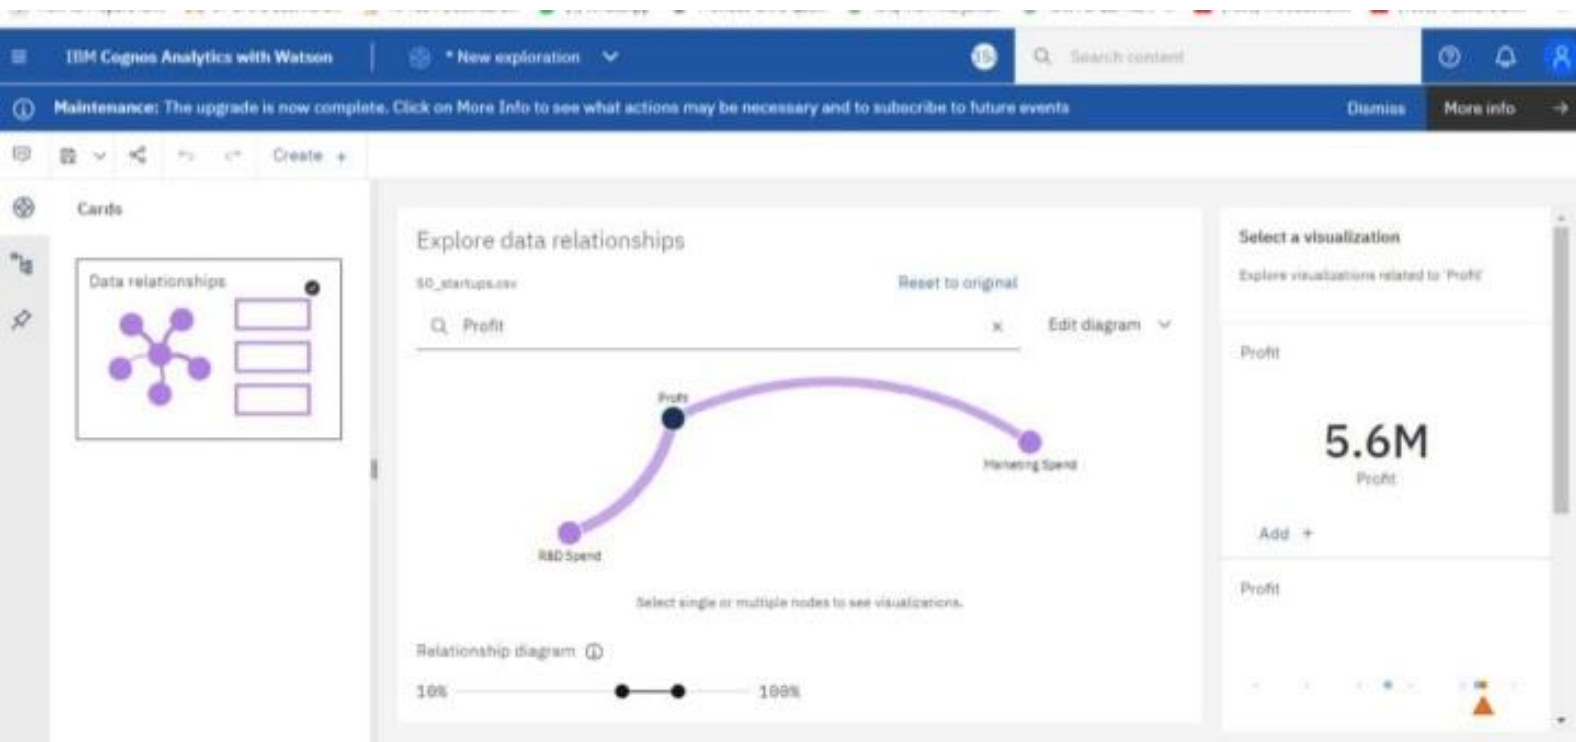 IBM Cognos Analytics with Watson
* New exploration
Search content
Maintenance: The upgrade is now complete. Click on More Info to see what actions may be necessary and to subscribe to future events
Dismiss
More info
Create +
Cards
Data relationships
Explore data relationships
50_startups.csv
Reset to original
Profit
Edit diagram
Profit
Marketing Spend
R&D Spend
Select single or multiple nodes to see visualizations.
Relationship diagram
10%
100%
Select a visualization
Explore visualizations related to 'Profit'
Profit
5.6M
Profit
Add +
Profit